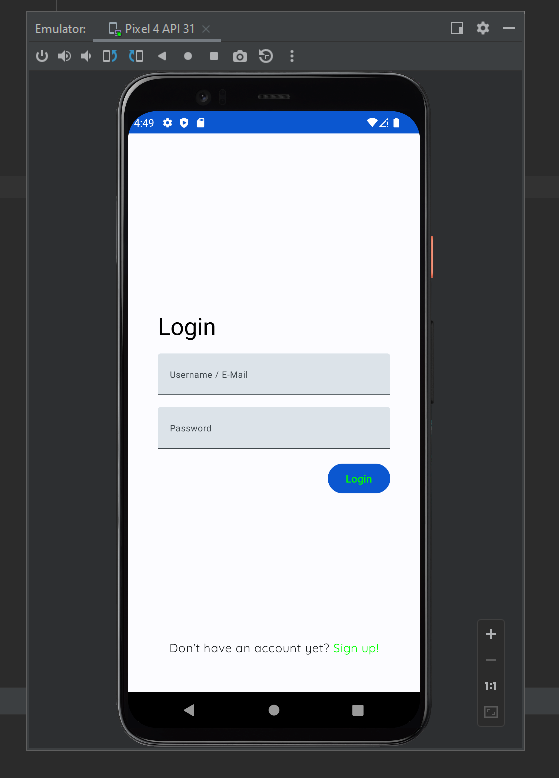 Emulator: Pixel 4 API 31
4:49
Login
Username / E-Mail
Password
Login
Don't have an account yet? Sign up!
1:1